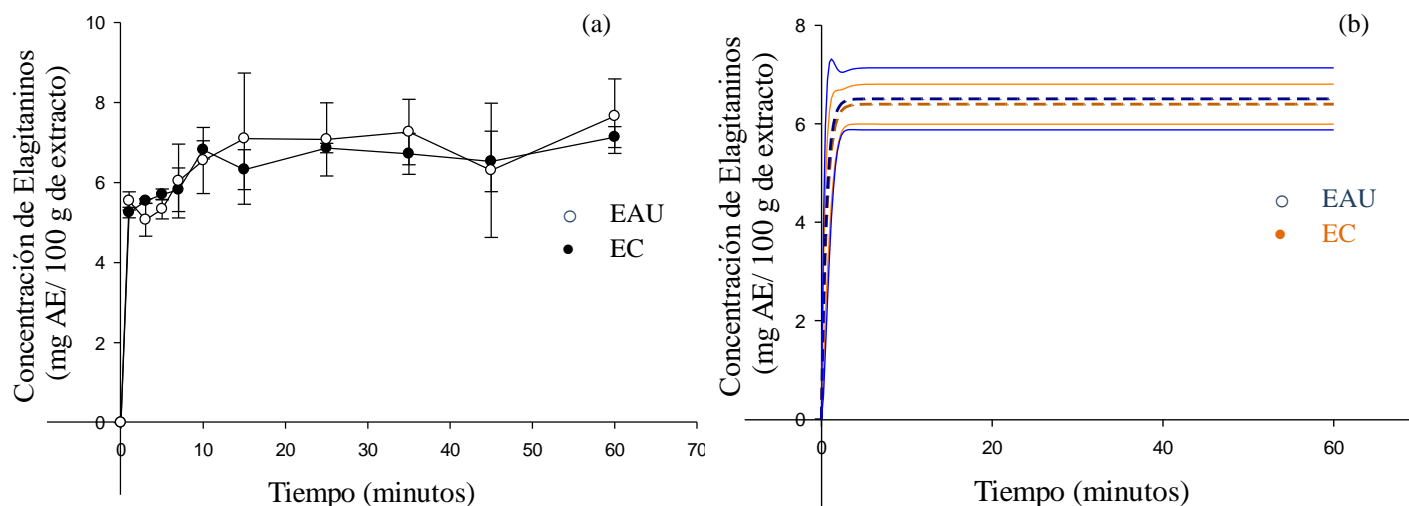 (a)
Concentración de Elagitaninos
(mg AE/ 100 g de extracto)
10
8
6
4
2
0
0
10
20
30
40
50
60
70
EAU
EC
Tiempo (minutos)
(b)
Concentración de Elagitaninos
(mg AE/ 100 g de extracto)
8
6
4
2
0
0
20
40
60
EAU
EC
Tiempo (minutos)